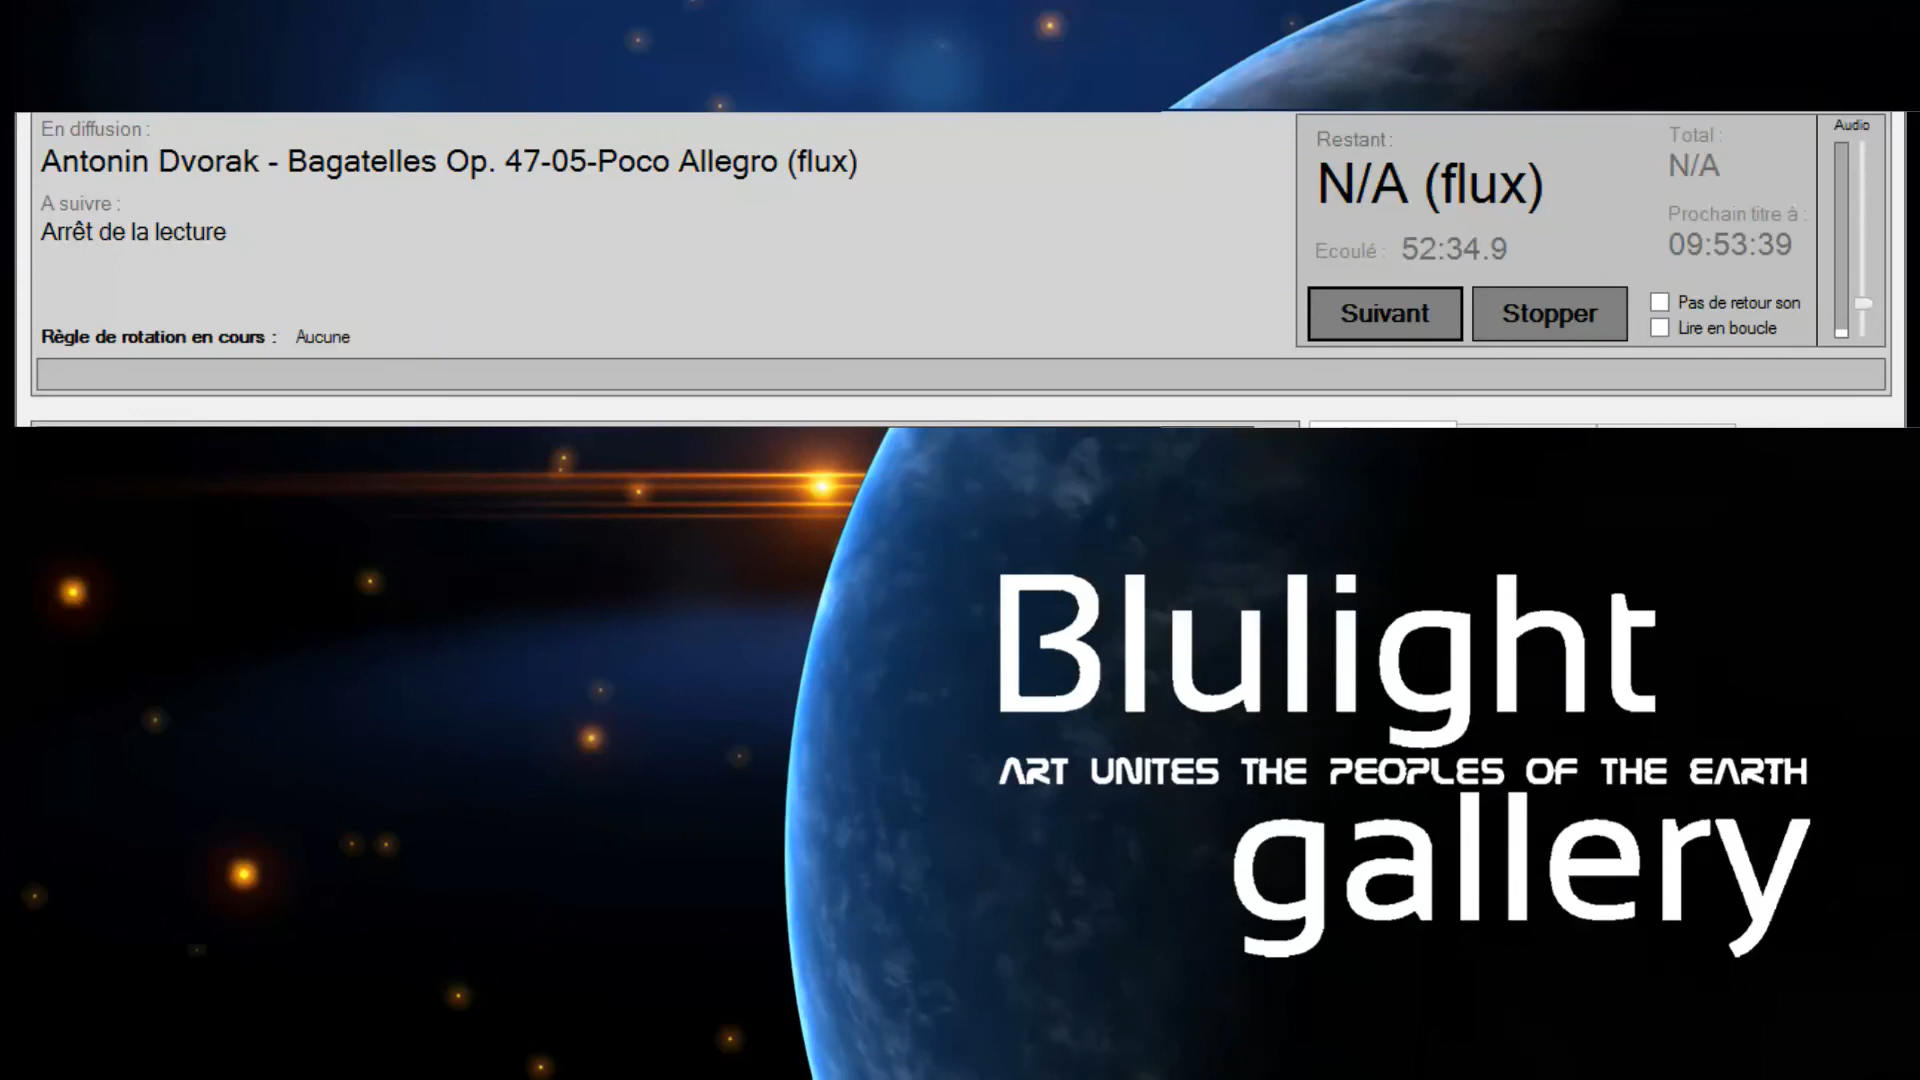 En diffusion :
Antonin Dvorak - Bagatelles Op. 47-05-Poco Allegro (flux)
A suivre :
Arrêt de la lecture
Règle de rotation en cours : Aucune
Restant :
N/A (flux)
Ecoulé : 52:34.9
Total :
N/A
Prochain titre à :
09:53:39
Suivant
Stopper
Pas de retour son
Lire en boucle
Audio
Blulight
ART UNITES THE PEOPLES OF THE EARTH
gallery